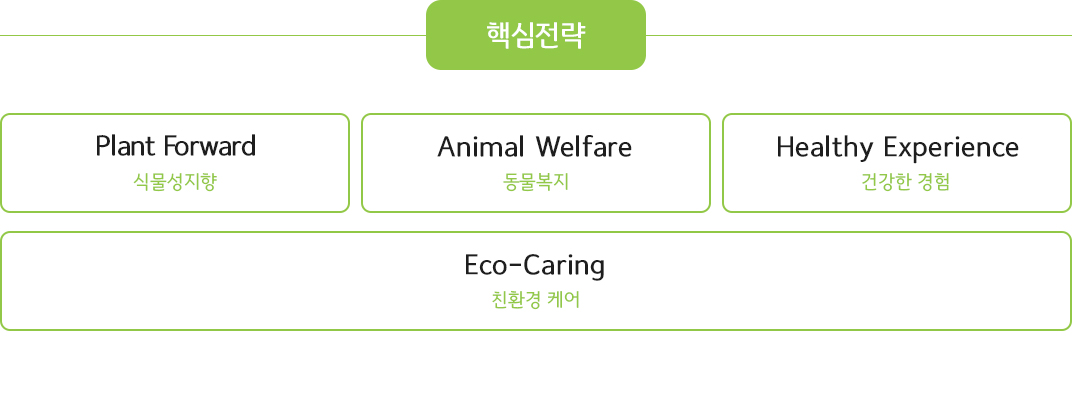 핵심전략
Plant Forward
식물성지향
Animal Welfare
동물복지
Healthy Experience
건강한 경험
Eco-Caring
친환경 케어